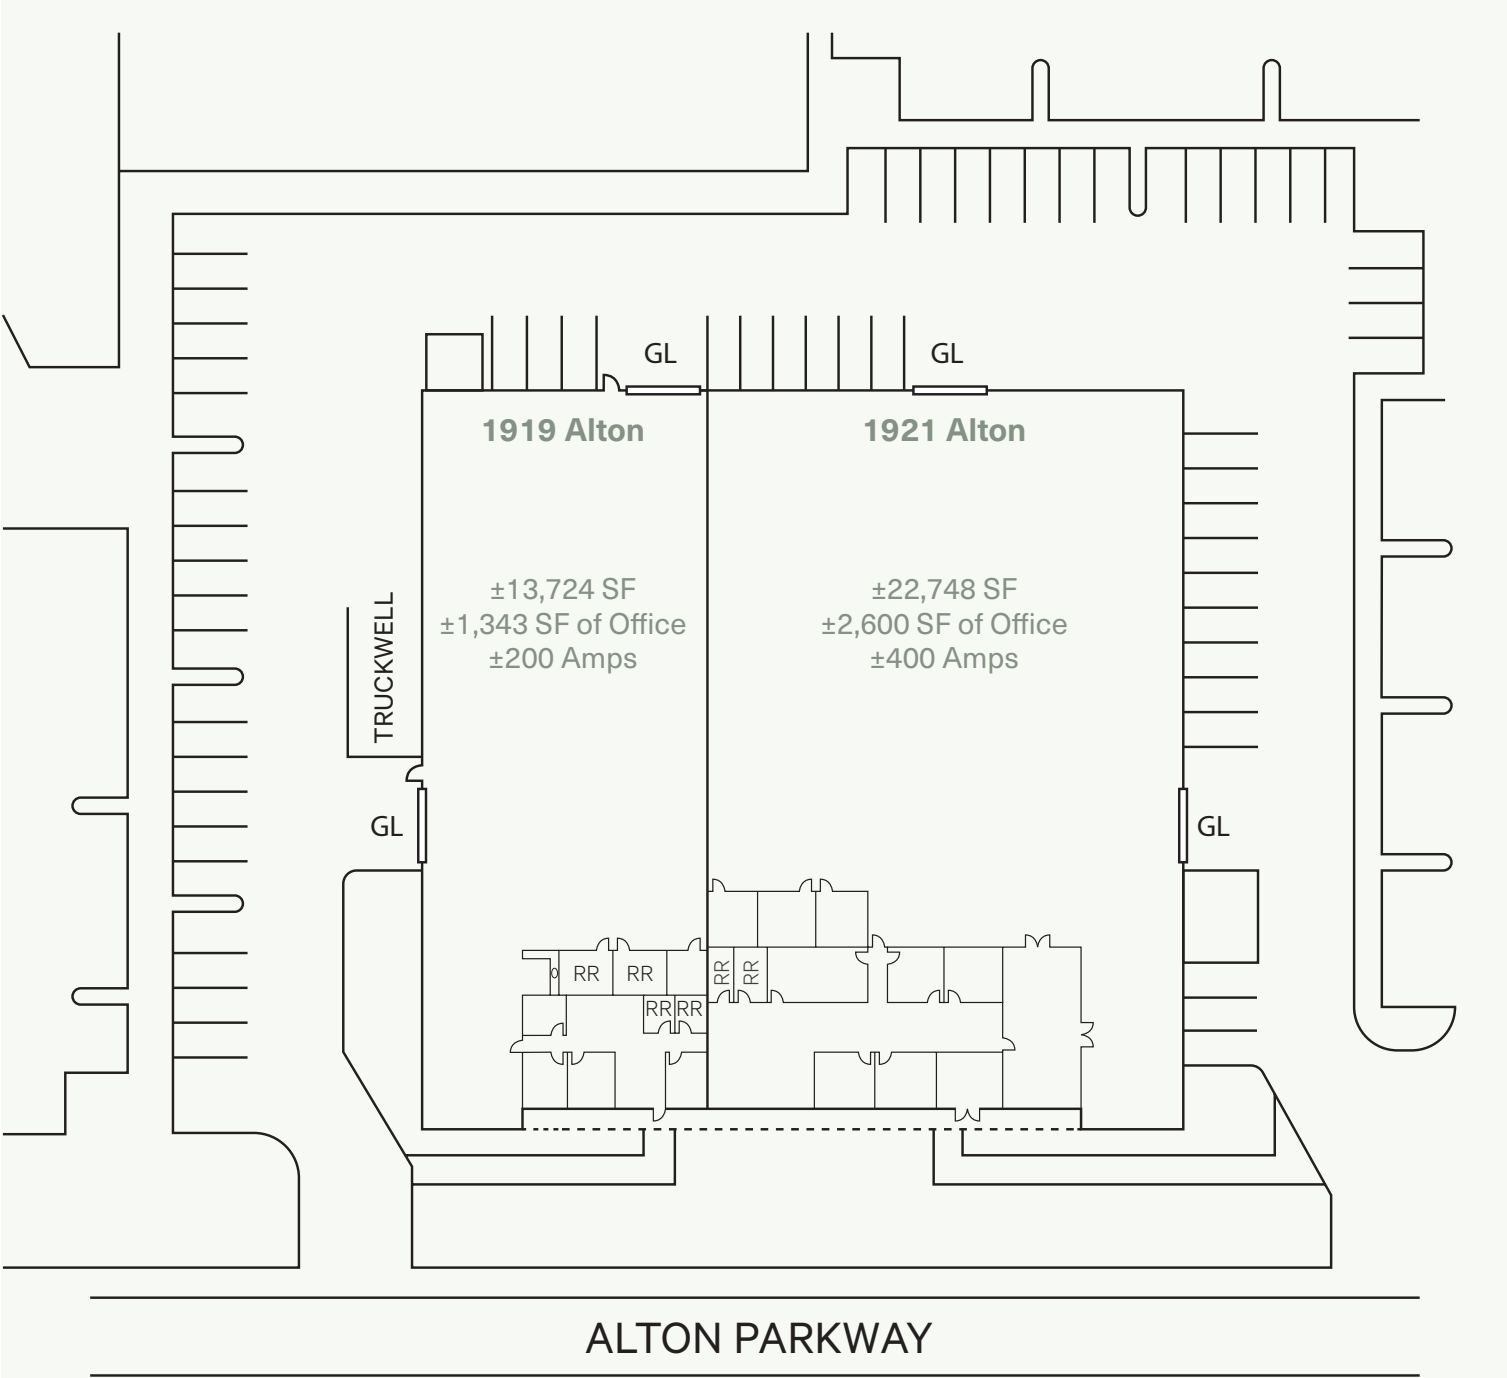 GL
GL
1919 Alton
1921 Alton
±13,724 SF
±1,343 SF of Office
±200 Amps
±22,748 SF
±2,600 SF of Office
±400 Amps
TRUCKWELL
GL
GL
RR
RR
RR
RR
RR
RR
ALTON PARKWAY